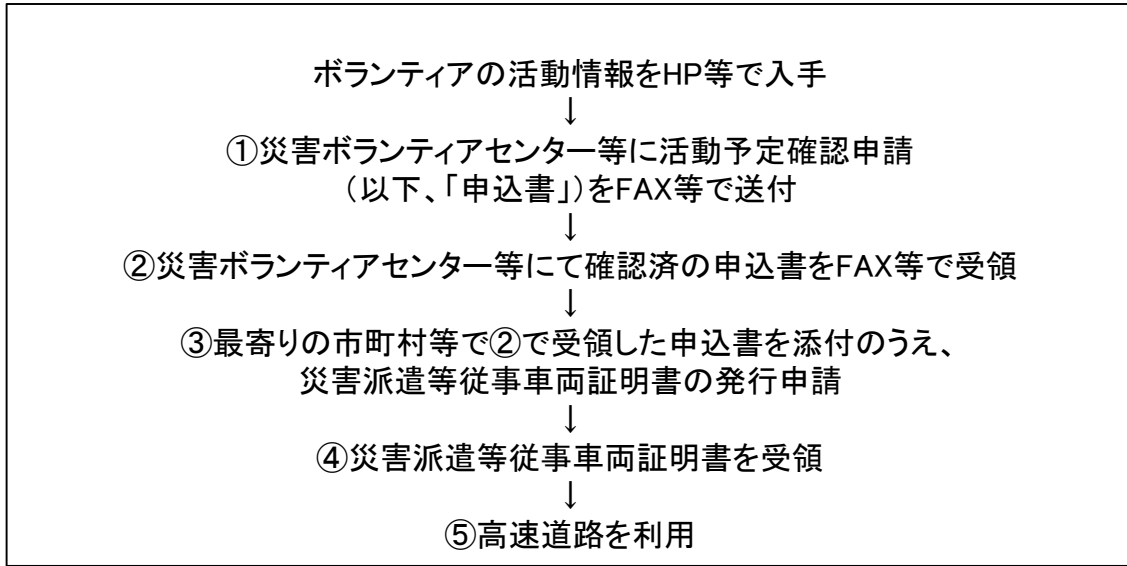 ボランティアの活動情報をHP等で入手
↓
①災害ボランティアセンター等に活動予定確認申請
（以下、「申込書」）をFAX等で送付
↓
②災害ボランティアセンター等にて確認済の申込書をFAX等で受領
↓
③最寄りの市町村等で②で受領した申込書を添付のうえ、
災害派遣等従事車両証明書の発行申請
↓
④災害派遣等従事車両証明書を受領
↓
⑤高速道路を利用